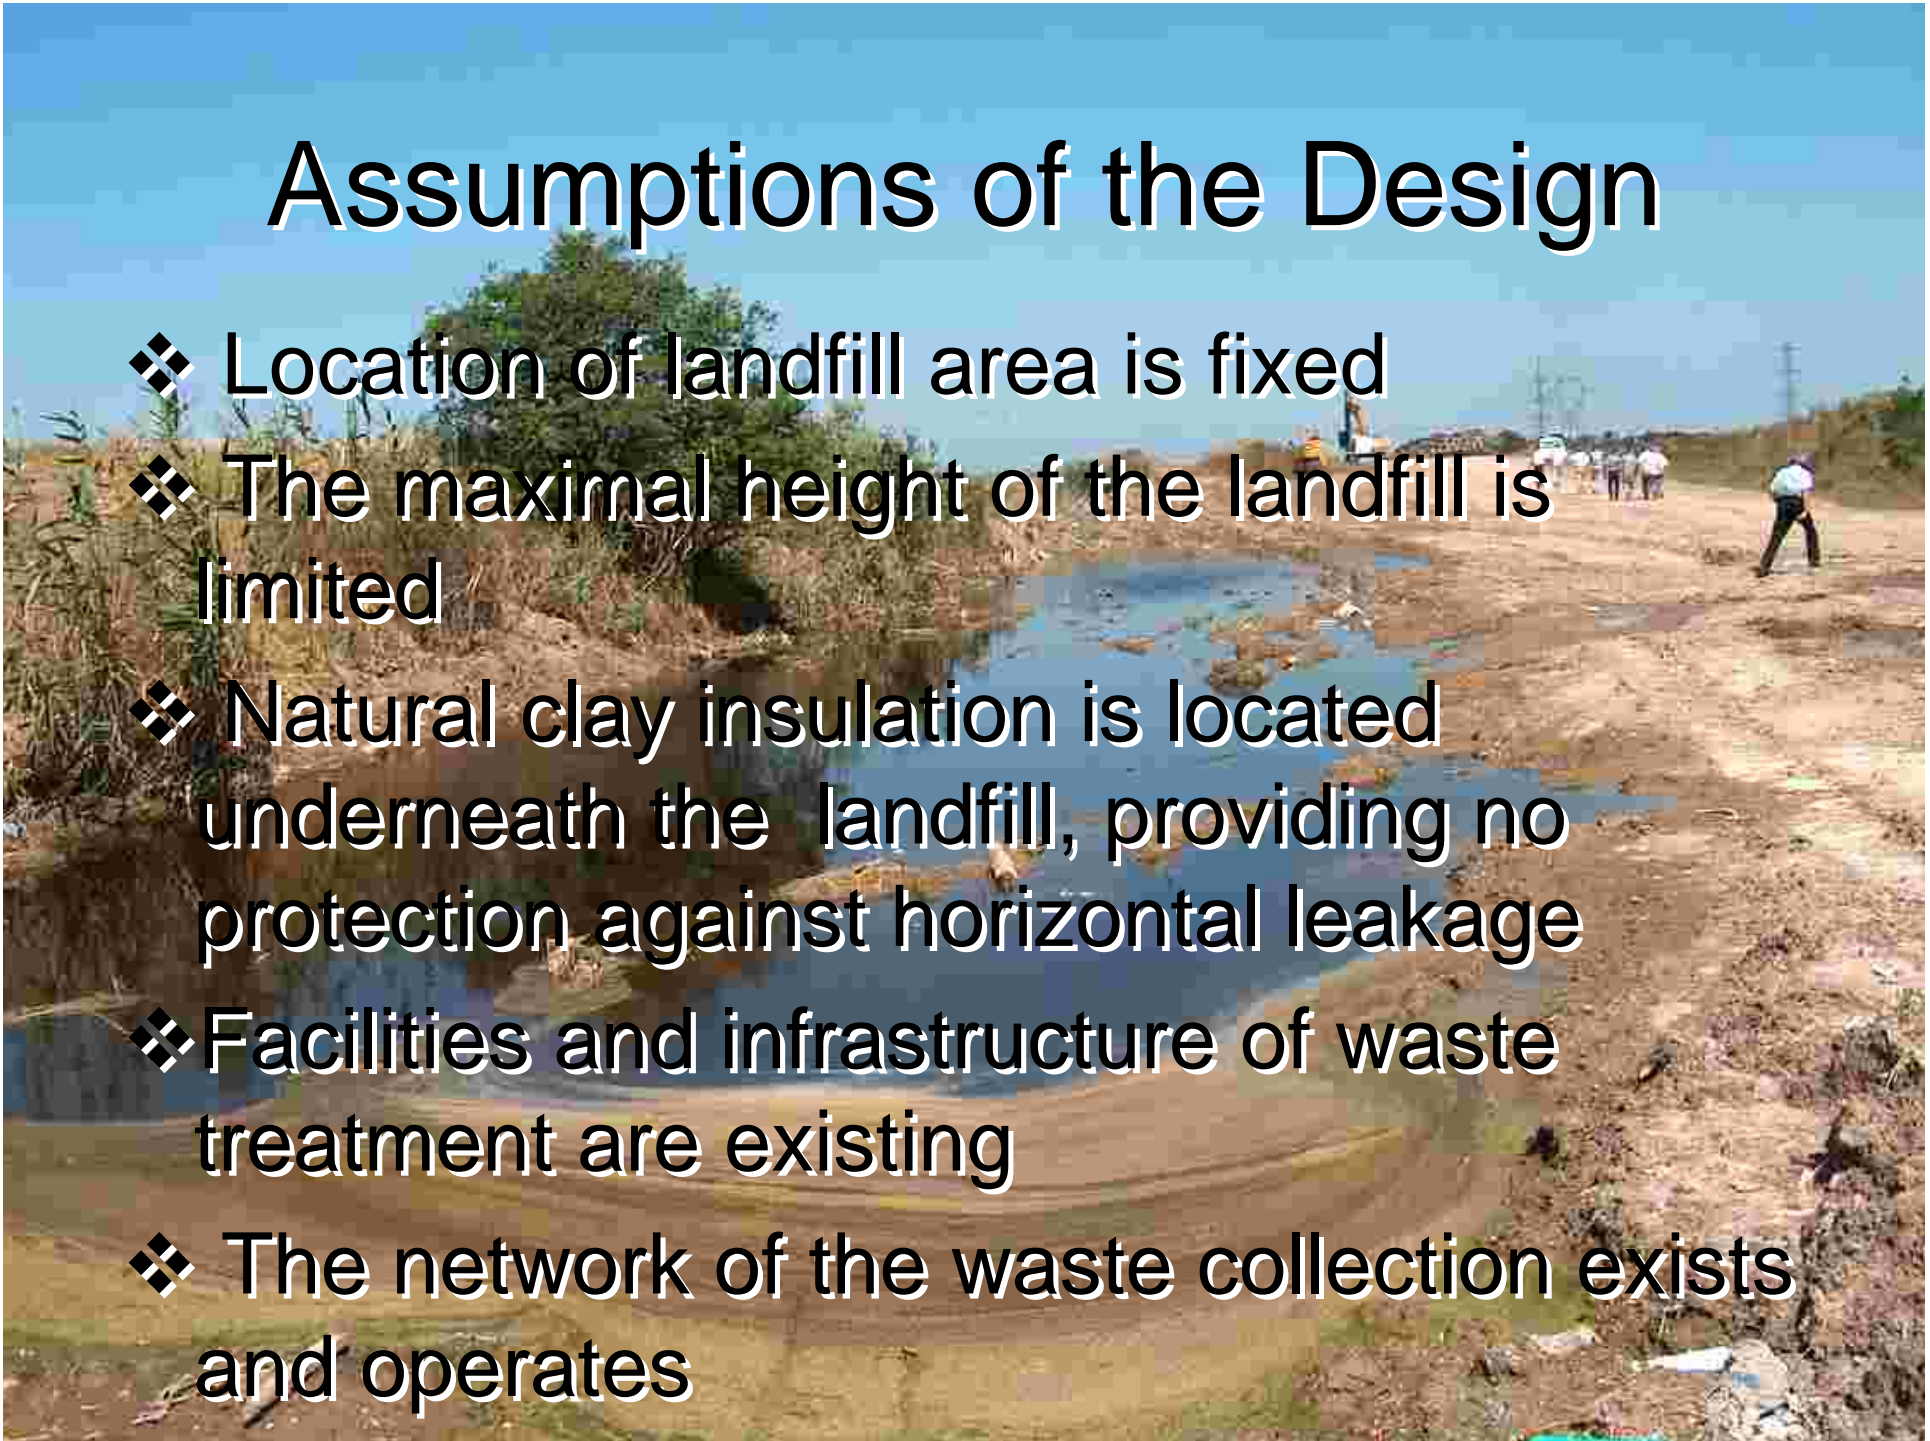 Assumptions of the Design
❖ Location of landfill area is fixed
❖ The maximal height of the landfill is
limited
❖ Natural clay insulation is located
underneath the  landfill, providing no
protection against horizontal leakage
❖Facilities and infrastructure of waste
treatment are existing
❖ The network of the waste collection exists
and operates